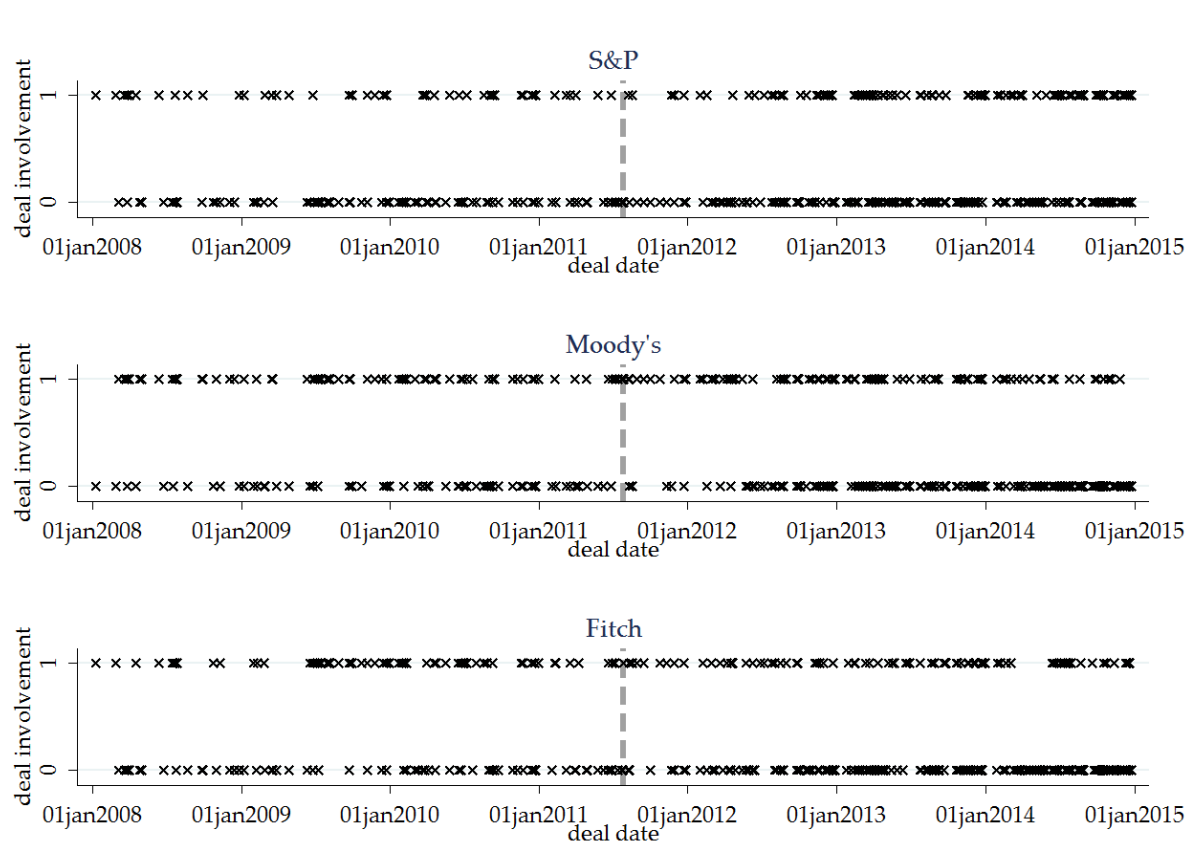 S&P
deal involvement
1
0
01jan2008 01jan2009 01jan2010 01jan2011 01jan2012 01jan2013 01jan2014 01jan2015
deal date
Moody's
deal involvement
1
0
01jan2008 01jan2009 01jan2010 01jan2011 01jan2012 01jan2013 01jan2014 01jan2015
deal date
Fitch
deal involvement
1
0
01jan2008 01jan2009 01jan2010 01jan2011 01jan2012 01jan2013 01jan2014 01jan2015
deal date